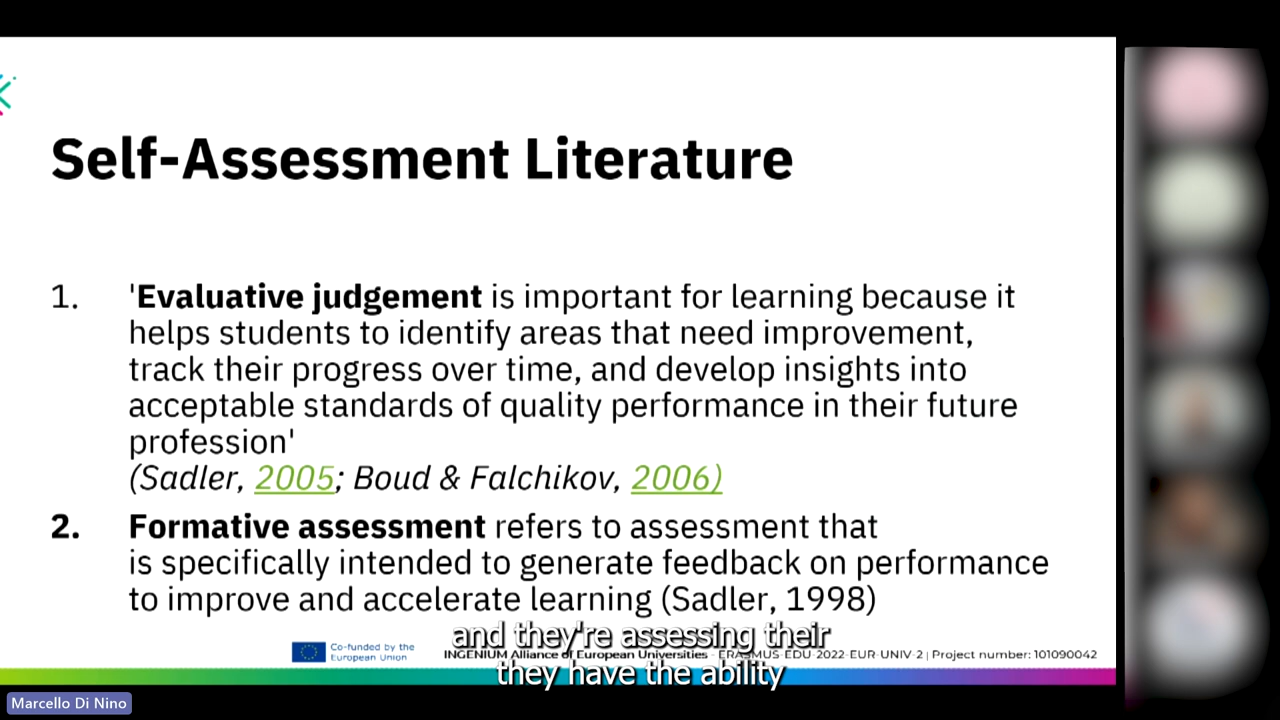 Self-Assessment Literature
1. 'Evaluative judgement is important for learning because it
helps students to identify areas that need improvement,
track their progress over time, and develop insights into
acceptable standards of quality performance in their future
profession'
(Sadler, 2005; Boud & Falchikov, 2006)
2. Formative assessment refers to assessment that
is specifically intended to generate feedback on performance
to improve and accelerate learning (Sadler, 1998)
Co-funded by the
European Union
INGENIUM Alliance of European Universities - ERASMUS-EDU-2022-EUR-UNIV-2 | Project number: 101090042
and they're assessing their
they have the ability
Marcello Di Nino